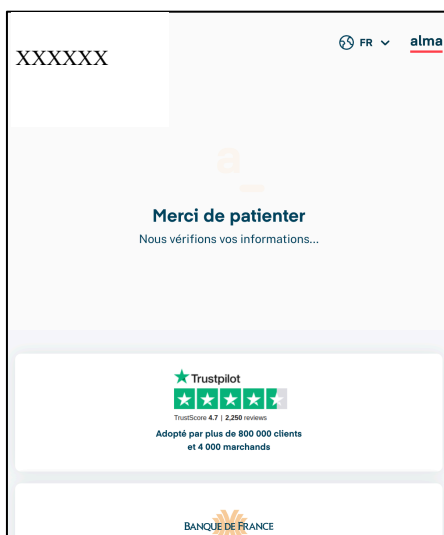 XXXXXX
FR
alma
a_
Merci de patienter
Nous vérifions vos informations...
Trustpilot
TrustScore 4.7 | 2,250 reviews
Adopté par plus de 800 000 clients
et 4 000 marchands
BANQUE DE FRANCE